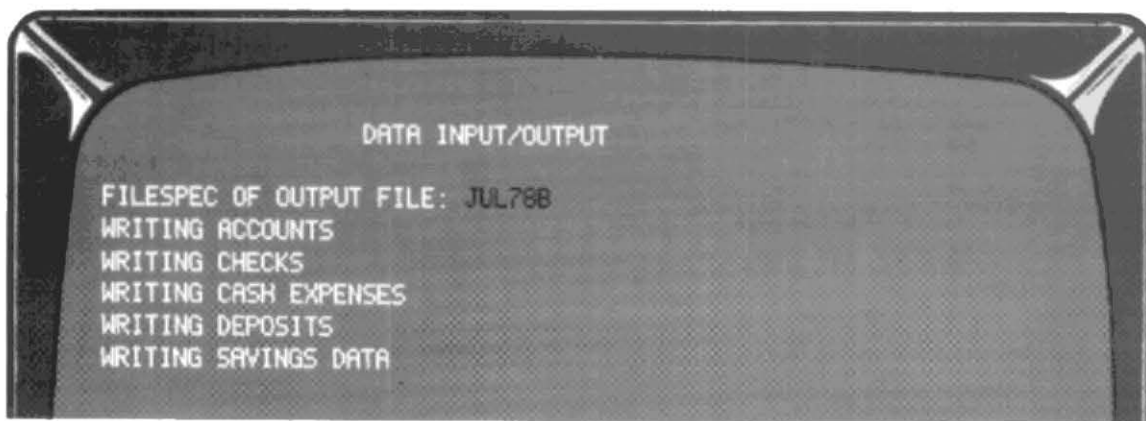 DATA INPUT/OUTPUT
FILESPEC OF OUTPUT FILE: JUL78B
WRITING ACCOUNTS
WRITING CHECKS
WRITING CASH EXPENSES
WRITING DEPOSITS
WRITING SAVINGS DATA